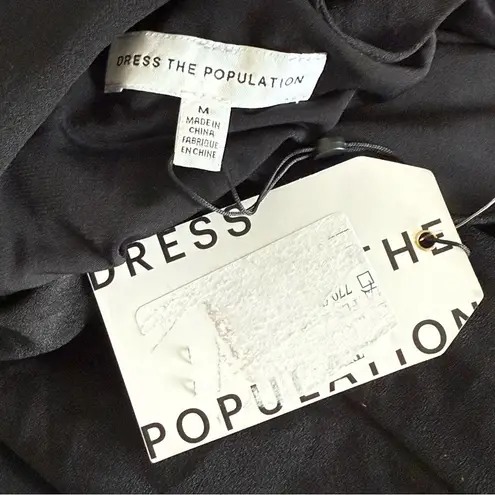 DRESS THE POPULATION
M
MADE IN
CHINA
FABRIQUÉ
EN CHINE
DRESS
THE
POPULATION